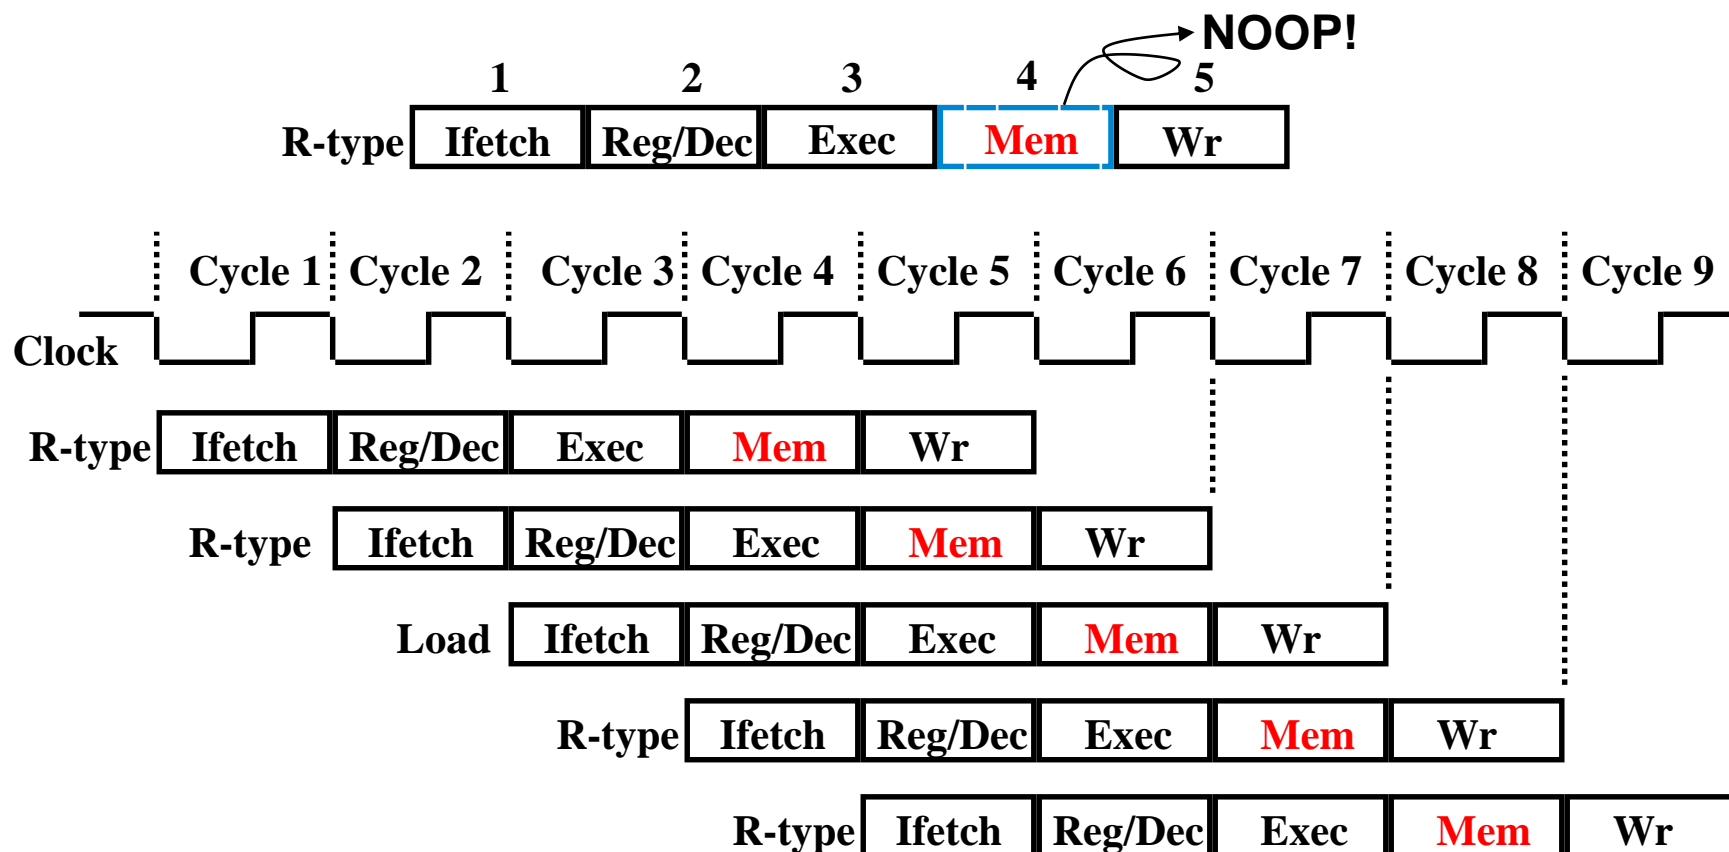 NOOP!
1 2 3 4 5
R-type Ifetch Reg/Dec Exec Mem Wr
Cycle 1 Cycle 2 Cycle 3 Cycle 4 Cycle 5 Cycle 6 Cycle 7 Cycle 8 Cycle 9
Clock
R-type Ifetch Reg/Dec Exec Mem Wr
R-type Ifetch Reg/Dec Exec Mem Wr
Load Ifetch Reg/Dec Exec Mem Wr
R-type Ifetch Reg/Dec Exec Mem Wr
R-type Ifetch Reg/Dec Exec Mem Wr